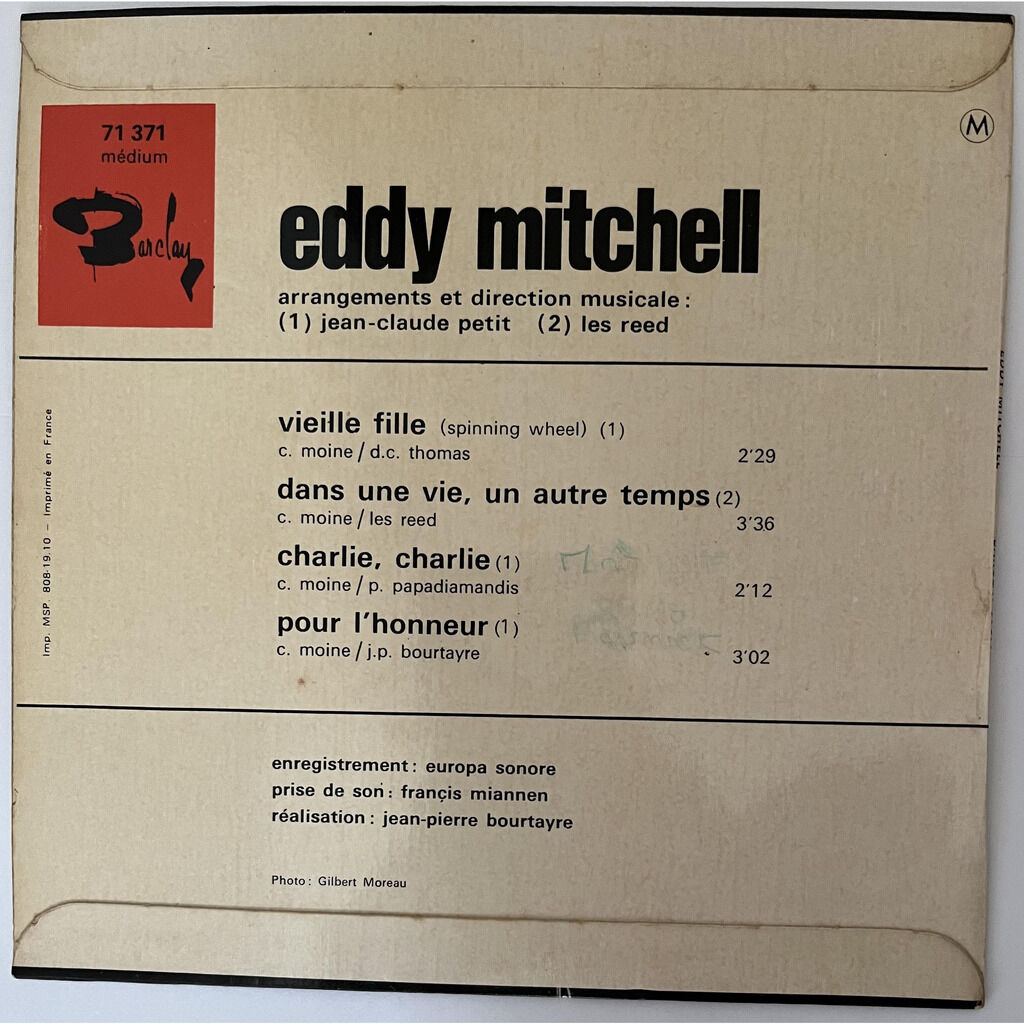 71 371
médium
Barclay
M
eddy mitchell
arrangements et direction musicale :
(1) jean-claude petit (2) les reed
vieille fille (spinning wheel) (1)
c. moine / d.c. thomas 2'29
dans une vie, un autre temps (2)
c. moine / les reed 3'36
charlie, charlie (1)
c. moine / p. papadiamandis 2'12
pour l'honneur (1)
c. moine / j.p. bourtayre 3'02
enregistrement : europa sonore
prise de son : françis miannen
réalisation : jean-pierre bourtayre
Photo : Gilbert Moreau
Imp. MSP. 808-19.10 – Imprimé en France
EDDY MITCHELL